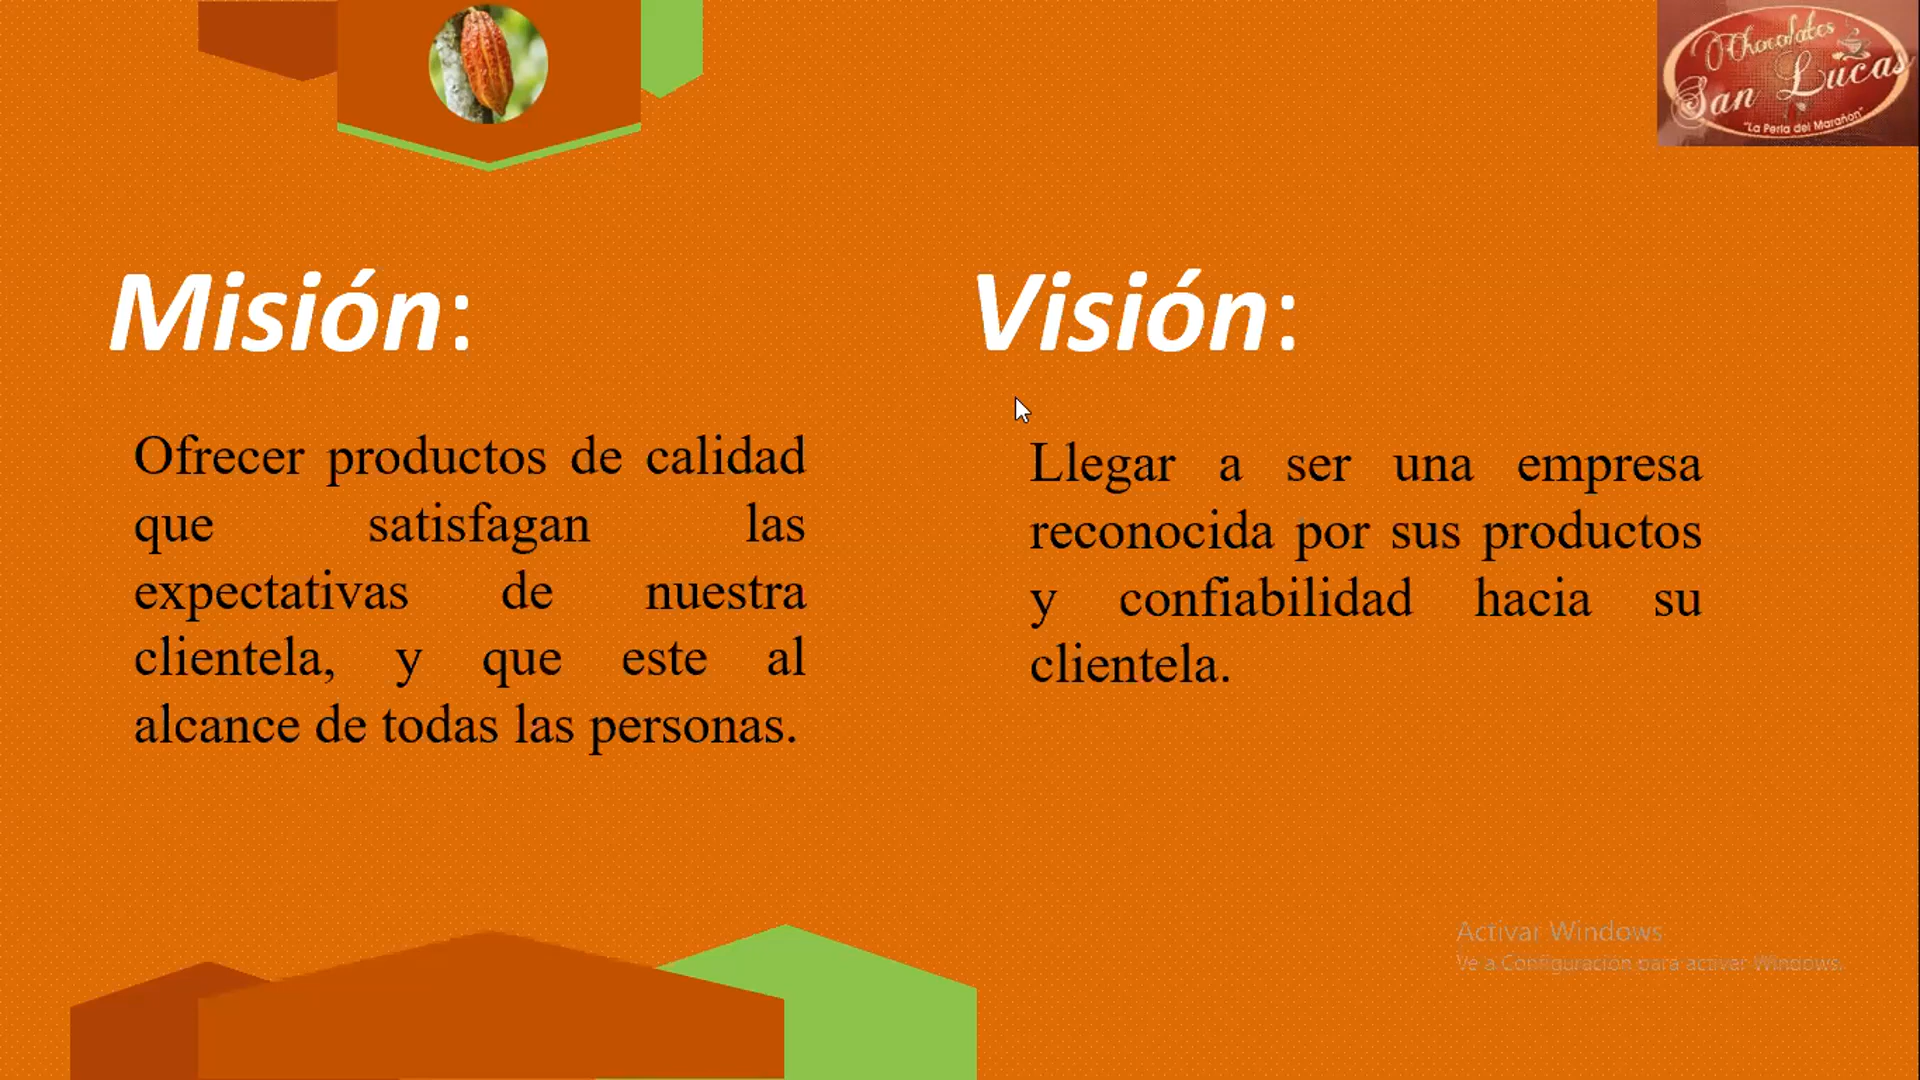 Chocolates
San Lucas
"La Perla del Marañon"
Misión:
Ofrecer productos de calidad
que satisfagan las
expectativas de nuestra
clientela, y que este al
alcance de todas las personas.
Visión:
Llegar a ser una empresa
reconocida por sus productos
y confiabilidad hacia su
clientela.
Activar Windows
Ve a Configuración para activar Windows.